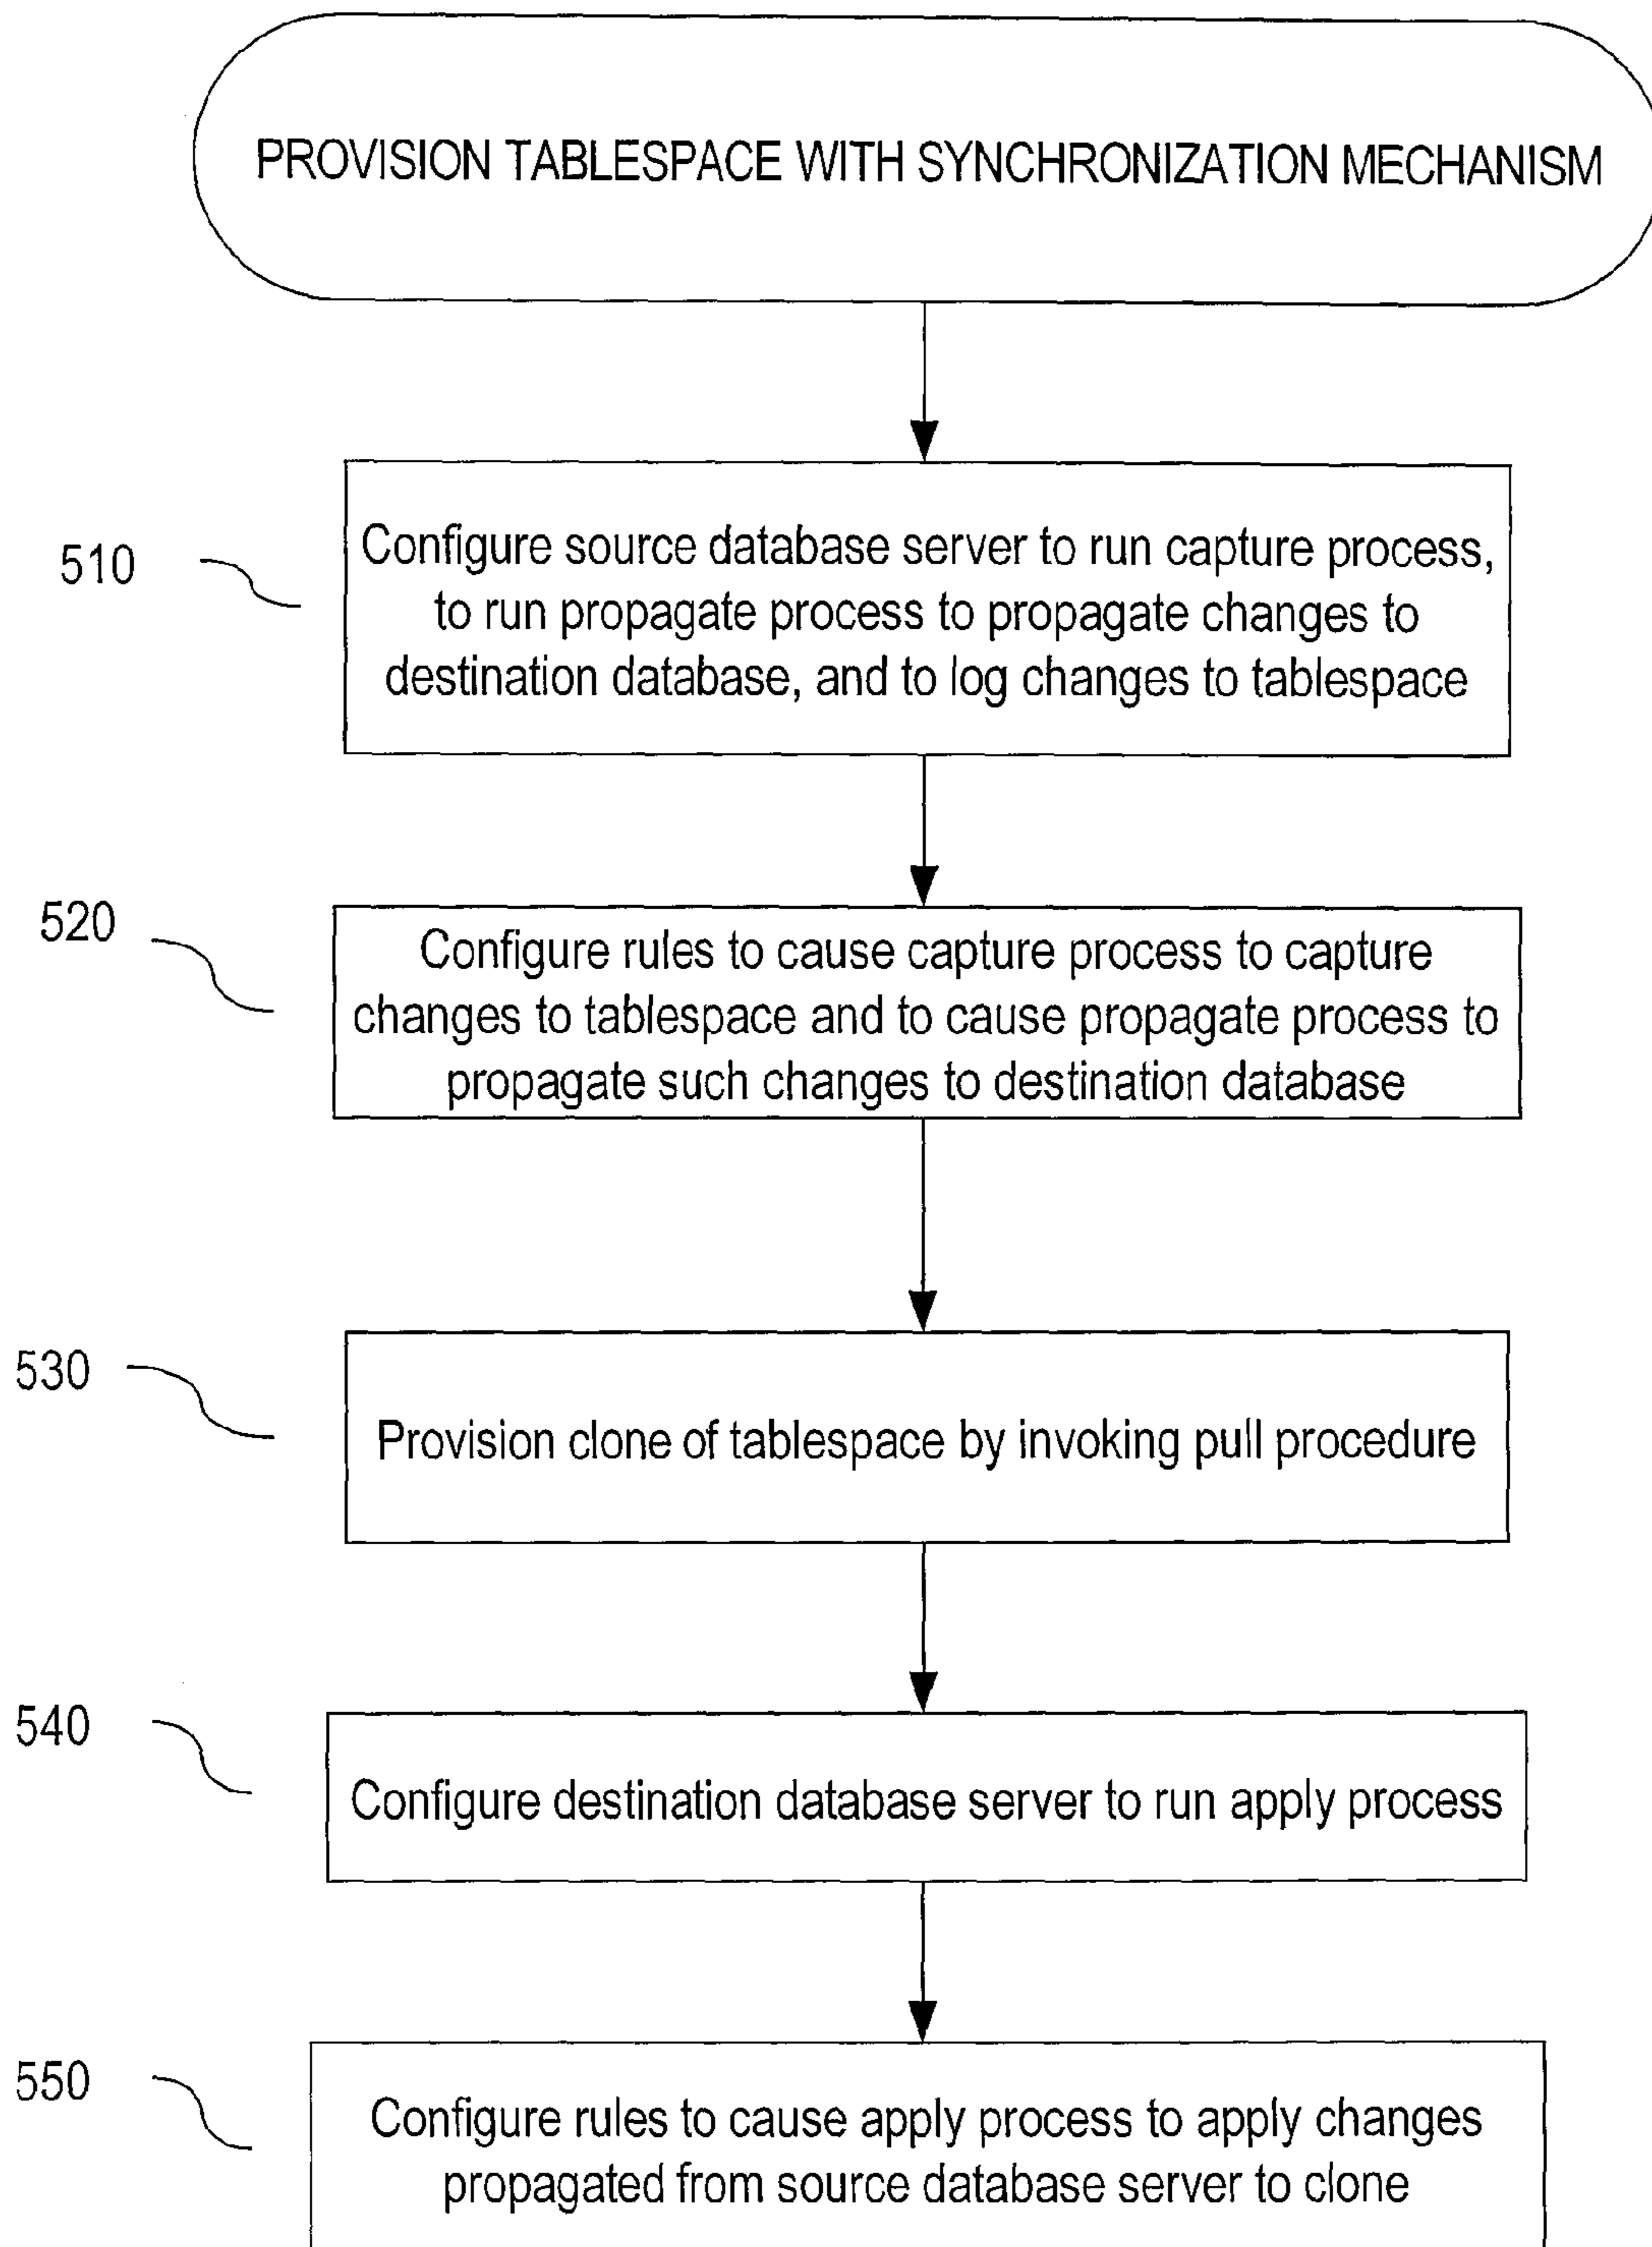 PROVISION TABLESPACE WITH SYNCHRONIZATION MECHANISM
510
Configure source database server to run capture process,
to run propagate process to propagate changes to
destination database, and to log changes to tablespace
520
Configure rules to cause capture process to capture
changes to tablespace and to cause propagate process to
propagate such changes to destination database
530
Provision clone of tablespace by invoking pull procedure
540
Configure destination database server to run apply process
550
Configure rules to cause apply process to apply changes
propagated from source database server to clone